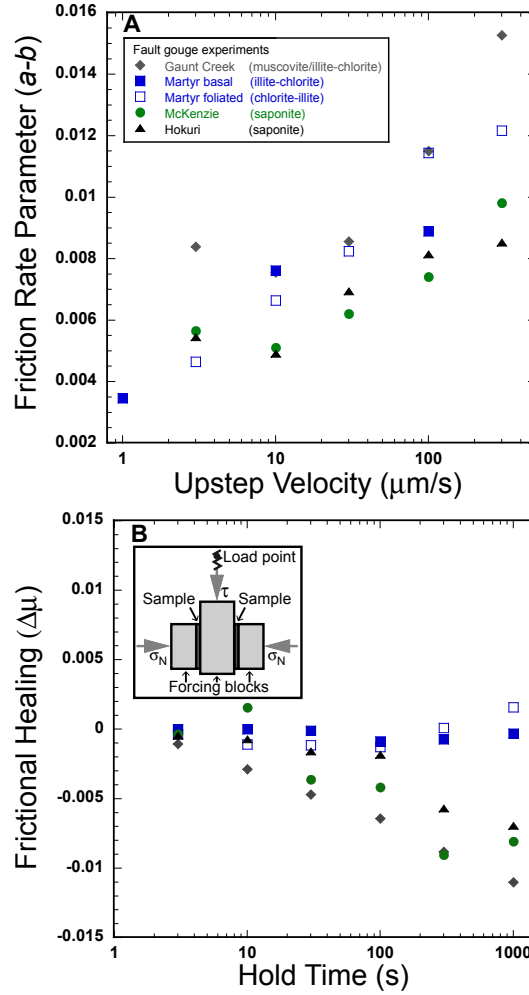 A
Fault gouge experiments
Gaunt Creek (muscovite/illite-chlorite)
Martyr basal (illite-chlorite)
Martyr foliated (chlorite-illite)
McKenzie (saponite)
Hokuri (saponite)
Friction Rate Parameter (a-b)
0.016
0.014
0.012
0.010
0.008
0.006
0.004
0.002
1 10 100
Upstep Velocity (μm/s)
B
Load point
τ
Sample Sample
σN σN
Forcing blocks
Frictional Healing (Δμ)
0.015
0.01
0.005
0
-0.005
-0.01
-0.015
1 10 100 1000
Hold Time (s)